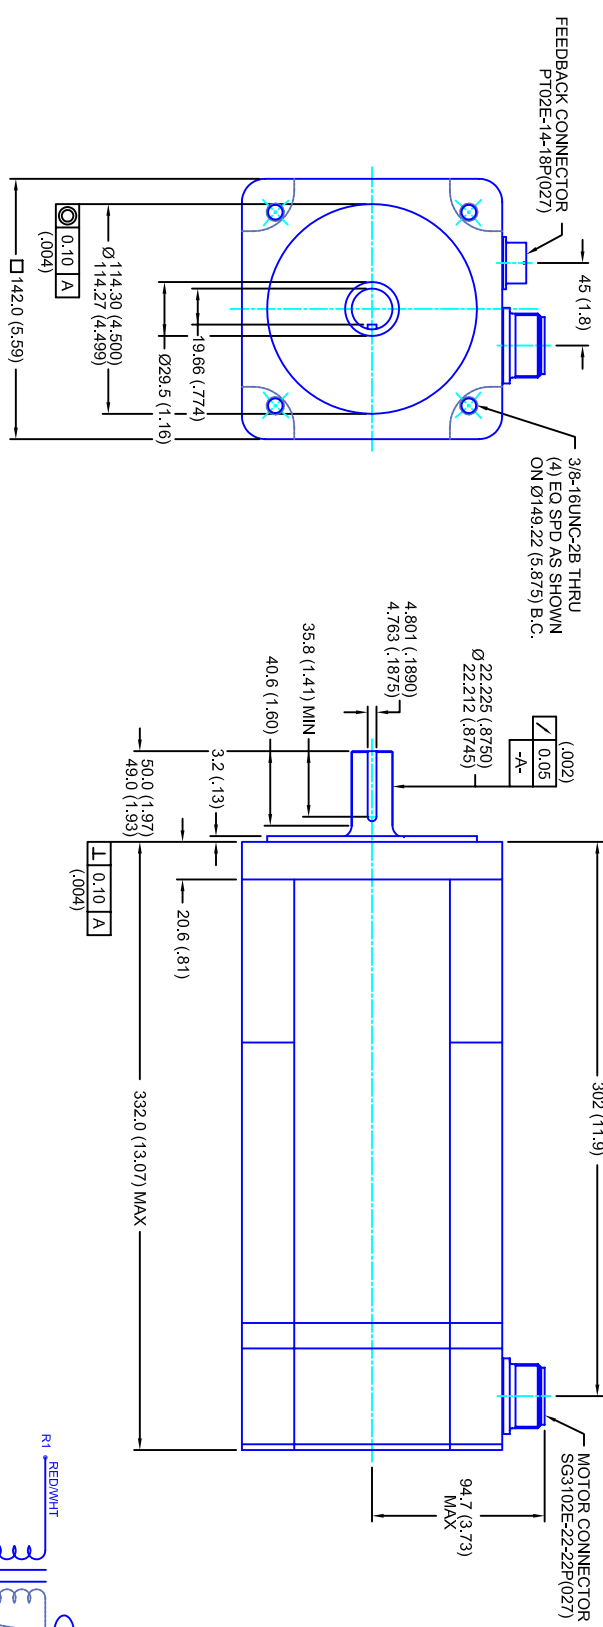 FEEDBACK CONNECTOR
PT02E-14-18P(027)
45 (1.8)
3/8-16UNC-2B THRU
(4) EQ SPD AS SHOWN
ON Ø149.22 (5.875) B.C.
19.66 (.774)
Ø29.5 (1.16)
Ø 114.30 (4.500)
114.27 (4.499)
◎ 0.10 A
(.004)
□ 142.0 (5.59)
(.002)
0.05
-A-
Ø 22.225 (.8750)
22.212 (.8745)
4.801 (.1890)
4.763 (.1875)
35.8 (1.41) MIN
40.6 (1.60)
3.2 (.13)
50.0 (1.97)
49.0 (1.93)
⊥ 0.10 A
(.004)
20.6 (.81)
332.0 (13.07) MAX
302 (11.9)
MOTOR CONNECTOR
SG3102E-22-22P(027)
94.7 (3.73)
MAX
R1
RED/WHT